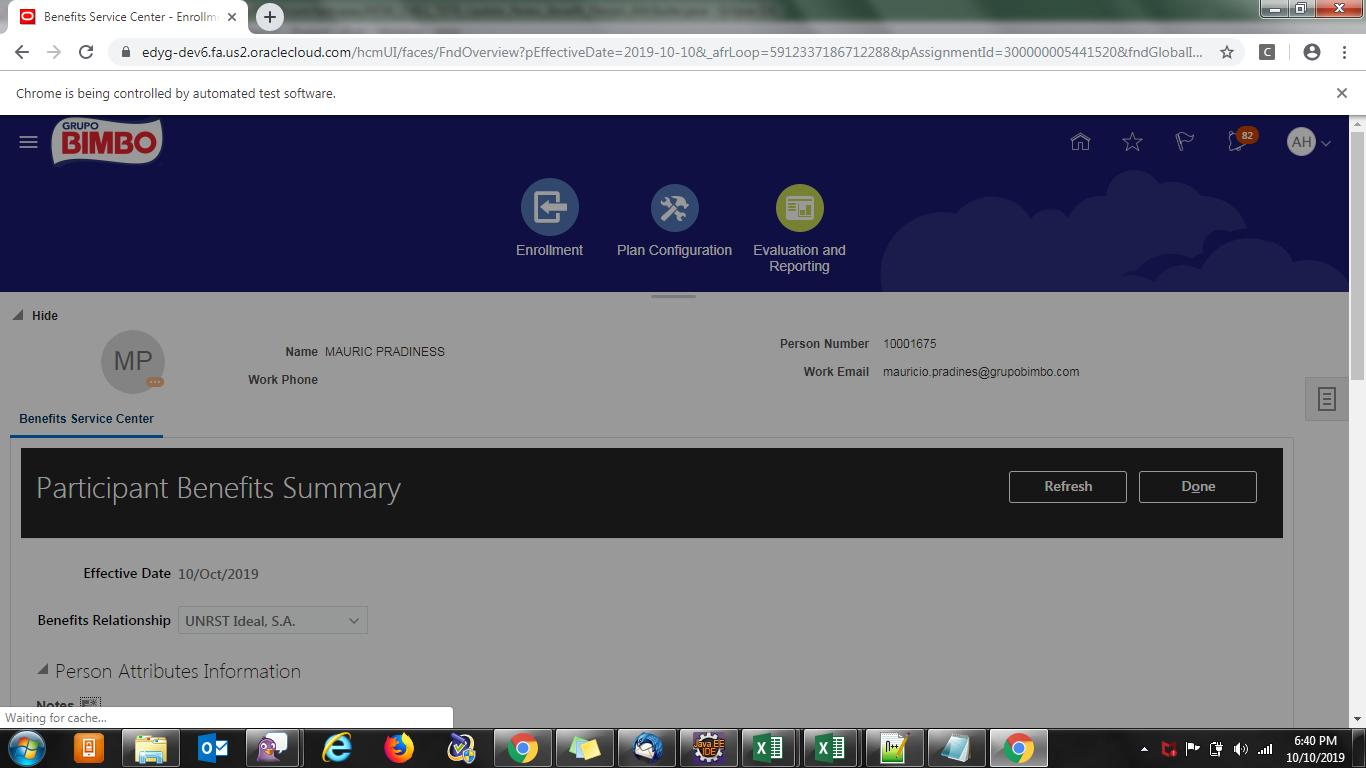 Benefits Service Center - Enrollm
edyg-dev6.fa.us2.oraclecloud.com/hcmUI/faces/FndOverview?pEffectiveDate=2019-10-10&_afrLoop=5912337186712288&pAssignmentId=300000005441520&fndGlobalI...
C
Chrome is being controlled by automated test software.
GRUPO
BIMBO
82
AH
Enrollment
Plan Configuration
Evaluation and
Reporting
Hide
MP
Name MAURIC PRADINESS
Person Number 10001675
Work Phone
Work Email mauricio.pradines@grupobimbo.com
Benefits Service Center
Participant Benefits Summary
Refresh
Done
Effective Date 10/Oct/2019
Benefits Relationship UNRST Ideal, S.A.
Person Attributes Information
Notes
Waiting for cache...
Java EE
IDE
6:40 PM
10/10/2019